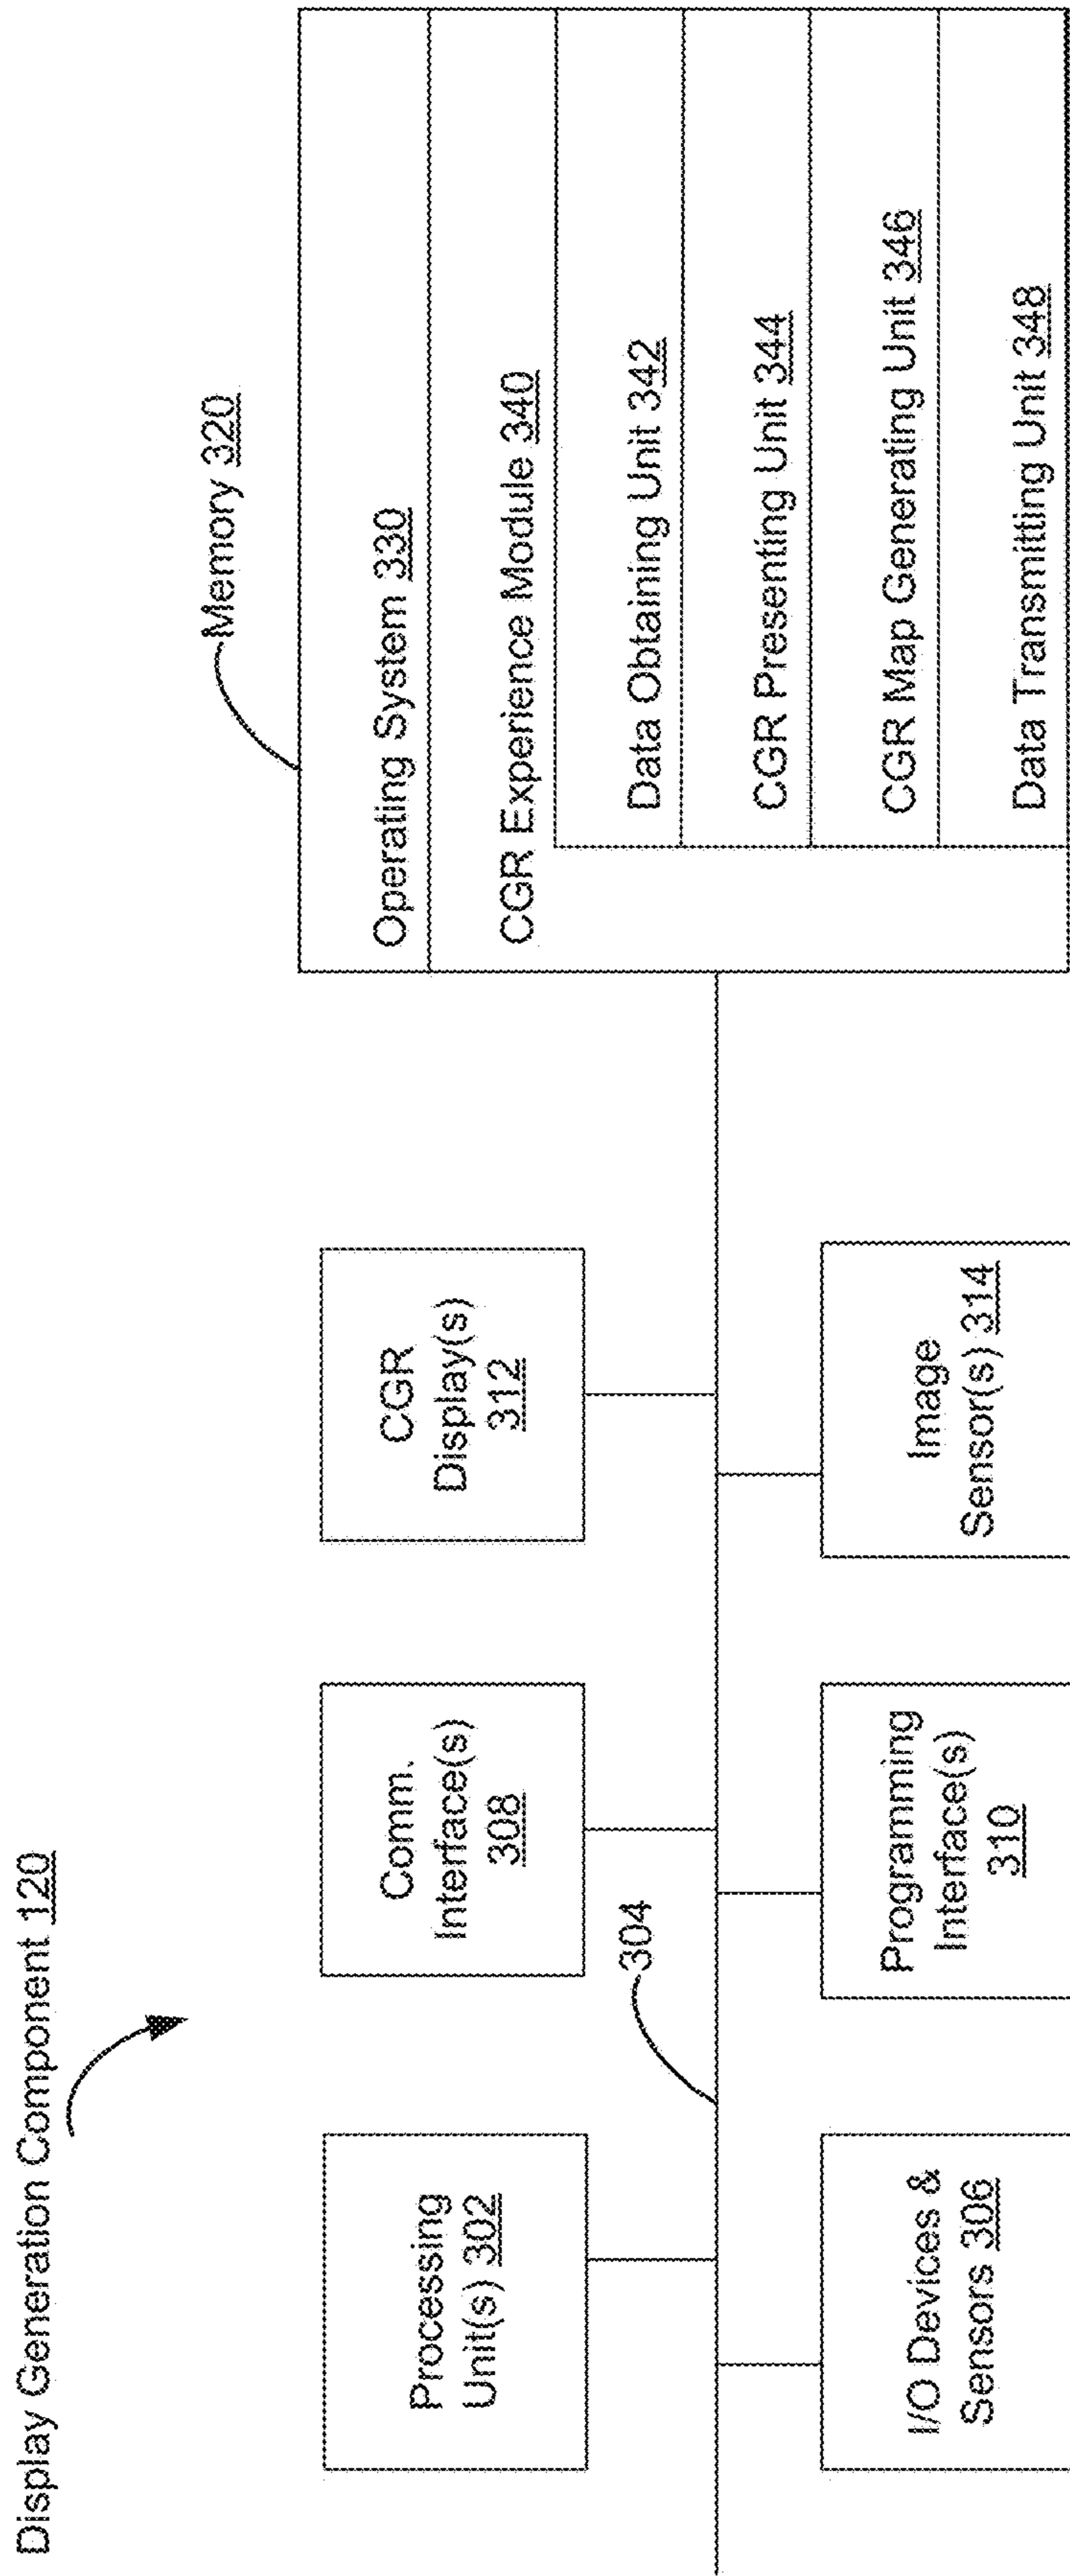 Display Generation Component 120
Memory 320
Processing
Unit(s) 302
Comm.
Interface(s)
308
CGR
Display(s)
312
304
I/O Devices &
Sensors 306
Programming
Interface(s)
310
Image
Sensor(s) 314
Operating System 330
CGR Experience Module 340
Data Obtaining Unit 342
CGR Presenting Unit 344
CGR Map Generating Unit 346
Data Transmitting Unit 348